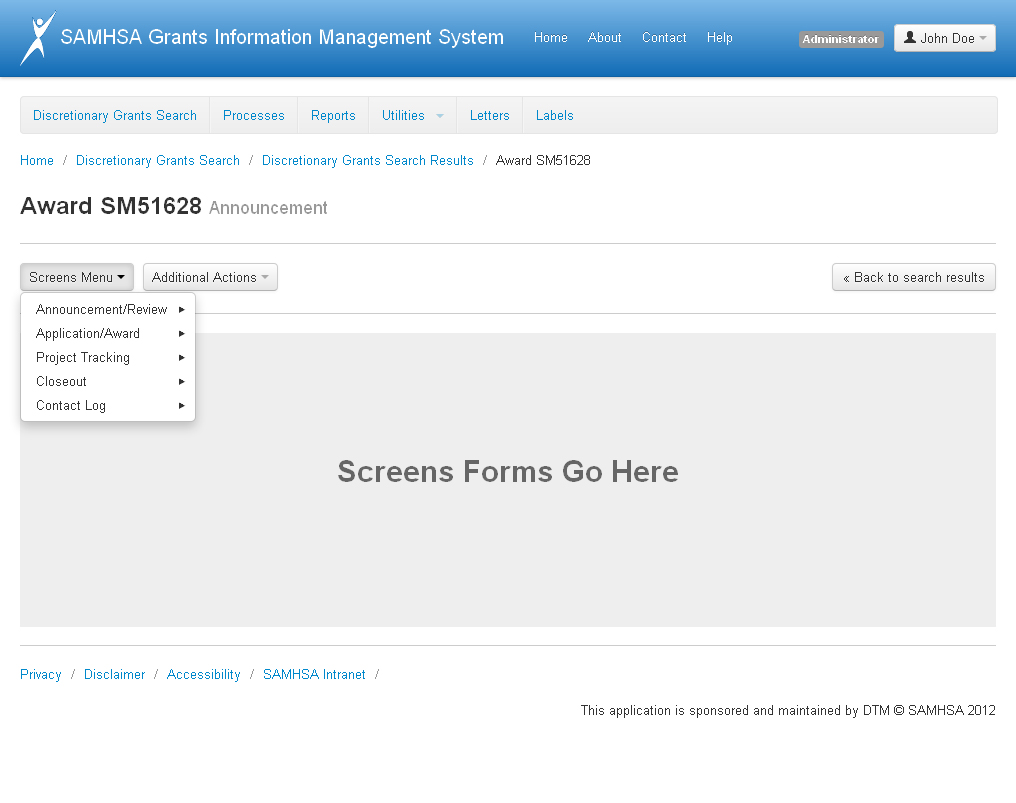 SAMHSA Grants Information Management System Home About Contact Help Administrator John Doe
Discretionary Grants Search Processes Reports Utilities Letters Labels
Home / Discretionary Grants Search / Discretionary Grants Search Results / Award SM51628
Award SM51628 Announcement
Screens Menu Additional Actions « Back to search results
Announcement/Review
Application/Award
Project Tracking
Closeout
Contact Log
Screens Forms Go Here
Privacy / Disclaimer / Accessibility / SAMHSA Intranet /
This application is sponsored and maintained by DTM © SAMHSA 2012